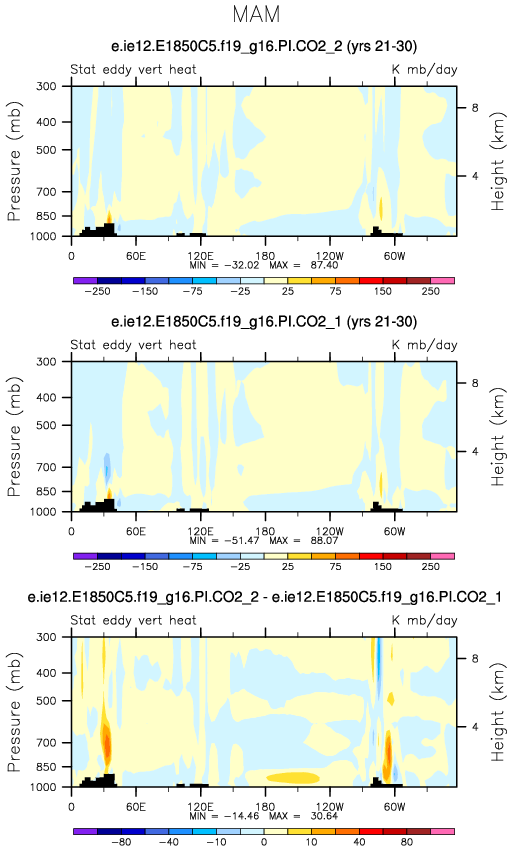 MAM
e.ie12.E1850C5.f19_g16.PI.CO2_2 (yrs 21-30)
Stat eddy vert heat K mb/day
300
400
500
700
850
1000
Pressure (mb)
8
4
Height (km)
0 60E 120E 180 120W 60W
MIN = -32.02 MAX = 87.40
-250 -150 -75 -25 25 75 150 250
e.ie12.E1850C5.f19_g16.PI.CO2_1 (yrs 21-30)
Stat eddy vert heat K mb/day
300
400
500
700
850
1000
Pressure (mb)
8
4
Height (km)
0 60E 120E 180 120W 60W
MIN = -51.47 MAX = 88.07
-250 -150 -75 -25 25 75 150 250
e.ie12.E1850C5.f19_g16.PI.CO2_2 - e.ie12.E1850C5.f19_g16.PI.CO2_1
Stat eddy vert heat K mb/day
300
400
500
700
850
1000
Pressure (mb)
8
4
Height (km)
0 60E 120E 180 120W 60W
MIN = -14.46 MAX = 30.64
-80 -40 -10 0 10 40 80